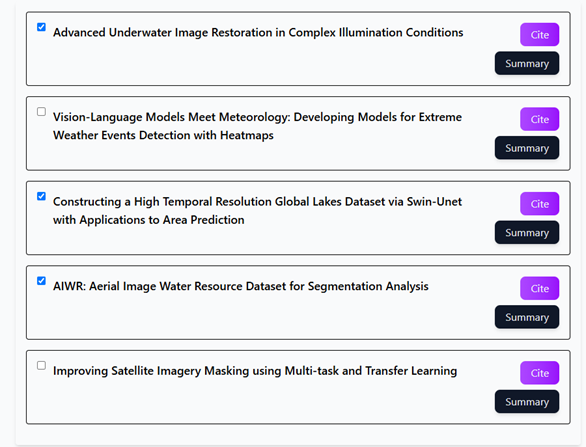 Advanced Underwater Image Restoration in Complex Illumination Conditions
Cite
Summary
Vision-Language Models Meet Meteorology: Developing Models for Extreme
Weather Events Detection with Heatmaps
Cite
Summary
Constructing a High Temporal Resolution Global Lakes Dataset via Swin-Unet
with Applications to Area Prediction
Cite
Summary
AIWR: Aerial Image Water Resource Dataset for Segmentation Analysis
Cite
Summary
Improving Satellite Imagery Masking using Multi-task and Transfer Learning
Cite
Summary